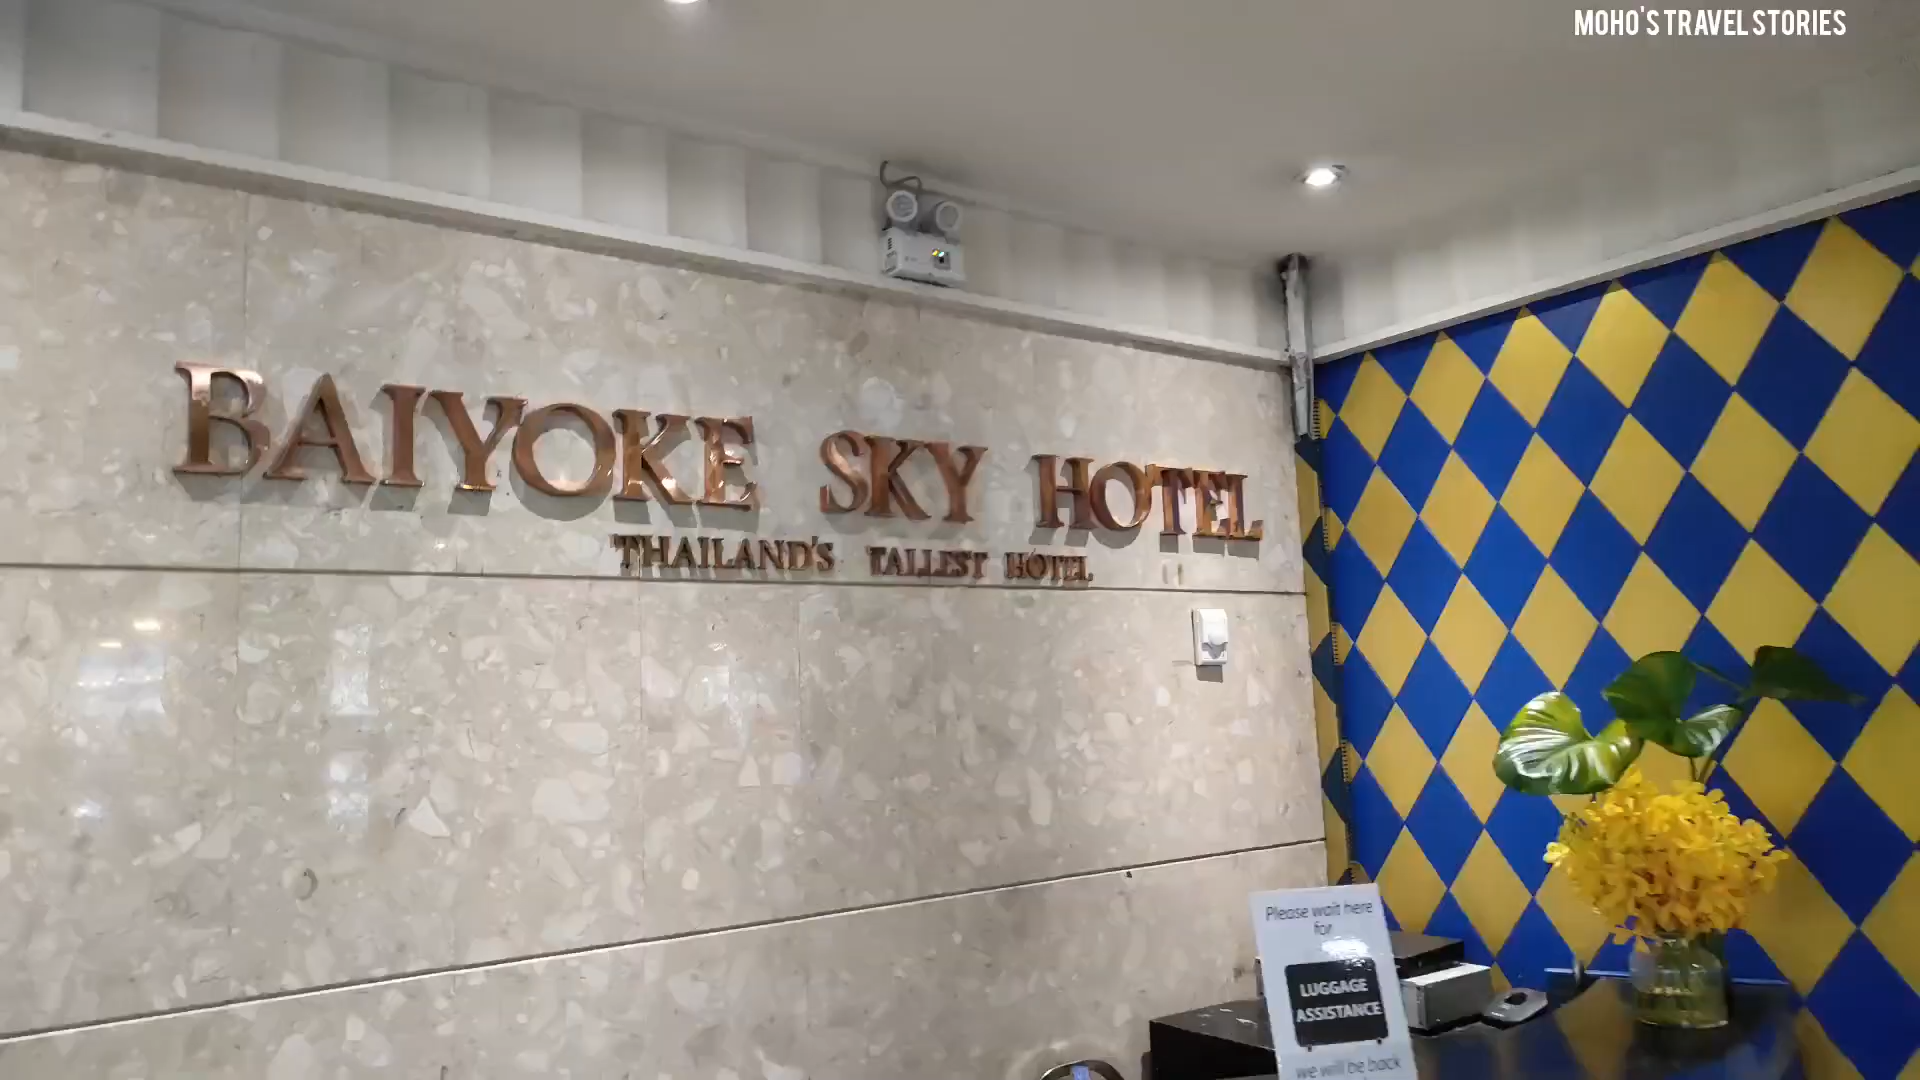 MOHO'S TRAVEL STORIES
BAIYOKE SKY HOTEL
THAILAND'S TALLEST HOTEL
Please wait here
for
LUGGAGE
ASSISTANCE
we will be back